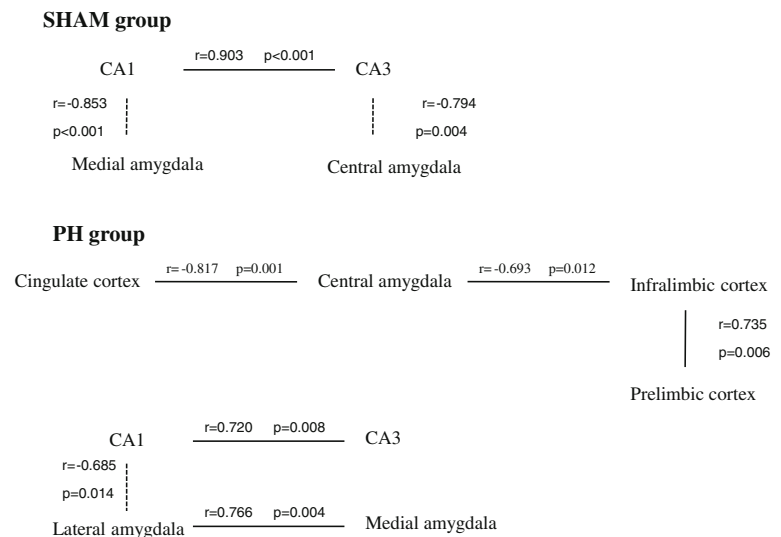 SHAM group
r=0.903 p<0.001
CA1 CA3
r=-0.853 r=-0.794
p<0.001 p=0.004
Medial amygdala Central amygdala
PH group
r= -0.817 p=0.001 r= -0.693 p=0.012
Cingulate cortex Central amygdala Infralimbic cortex
r=0.735
p=0.006
Prelimbic cortex
r=0.720 p=0.008
CA1 CA3
r=-0.685
p=0.014
r=0.766 p=0.004
Lateral amygdala Medial amygdala